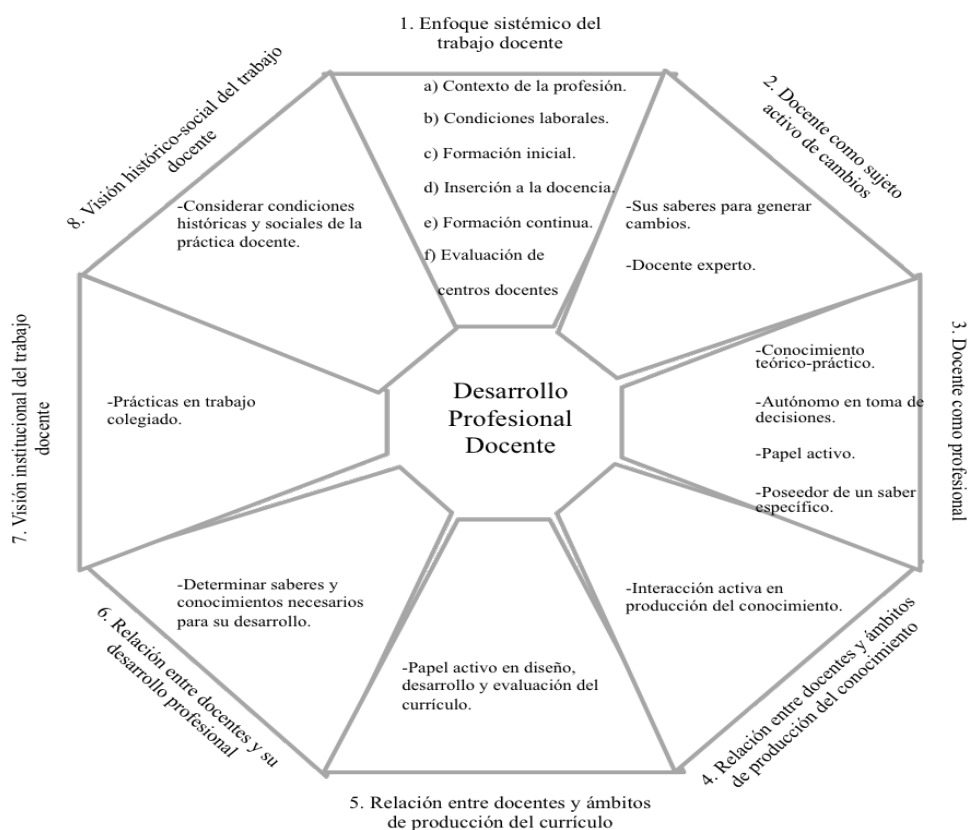 1. Enfoque sistémico del
trabajo docente
a) Contexto de la profesión.
b) Condiciones laborales.
c) Formación inicial.
d) Inserción a la docencia.
e) Formación continua.
f) Evaluación de
centros docentes
2. Docente como sujeto
activo de cambios
-Sus saberes para generar
cambios.
-Docente experto.
3. Docente como profesional
-Conocimiento
teórico-práctico.
-Autónomo en toma de
decisiones.
-Papel activo.
-Poseedor de un saber
específico.
4. Relación entre docentes y ámbitos
de producción del conocimiento
-Interacción activa en
producción del conocimiento.
5. Relación entre docentes y ámbitos
de producción del currículo
-Papel activo en diseño,
desarrollo y evaluación del
currículo.
6. Relación entre docentes y su
desarrollo profesional
-Determinar saberes y
conocimientos necesarios
para su desarrollo.
7. Visión institucional del trabajo
docente
-Prácticas en trabajo
colegiado.
8. Visión histórico-social del trabajo
docente
-Considerar condiciones
históricas y sociales de la
práctica docente.
Desarrollo
Profesional
Docente